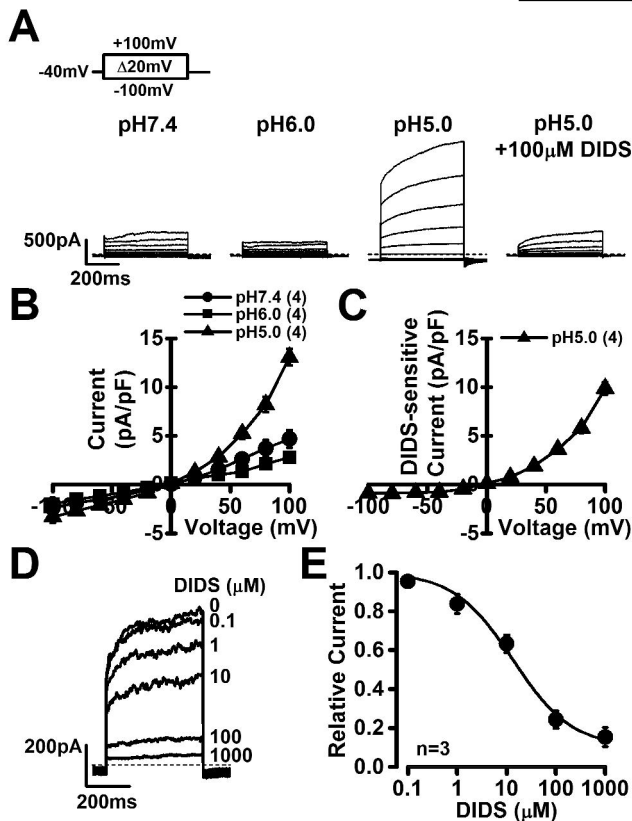 A
+100mV
-40mV
Δ20mV
-100mV
pH7.4
pH6.0
pH5.0
pH5.0
+100μM DIDS
500pA
200ms
B
pH7.4 (4)
pH6.0 (4)
pH5.0 (4)
15
10
5
-5
Current
(pA/pF)
-50
0
50
100
Voltage (mV)
C
pH5.0 (4)
15
10
5
-5
DIDS-sensitive
Current (pA/pF)
-100
-50
0
50
100
Voltage (mV)
D
DIDS (μM)
0
0.1
1
10
100
1000
200pA
200ms
E
1.0
0.8
0.6
0.4
0.2
0.0
Relative Current
n=3
0.1
1
10
100
1000
DIDS (μM)